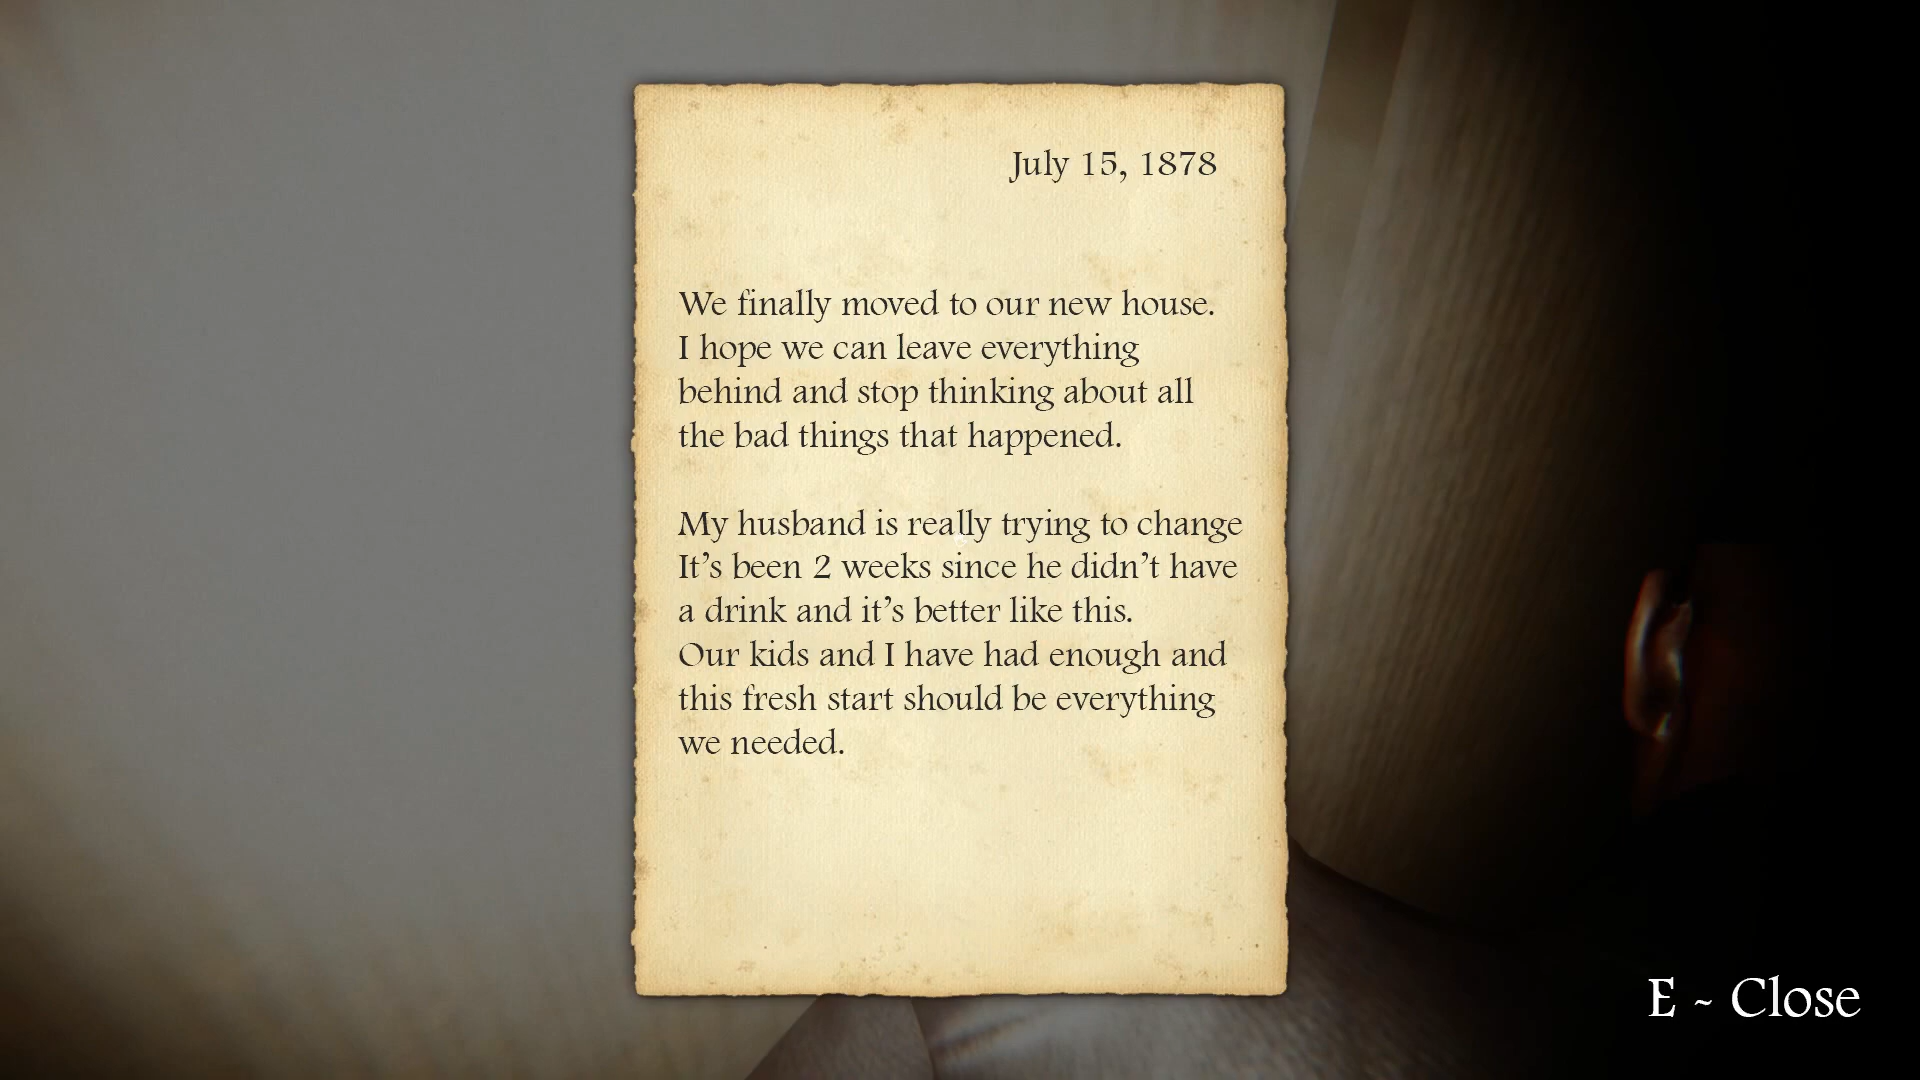 July 15, 1878
We finally moved to our new house.
I hope we can leave everything
behind and stop thinking about all
the bad things that happened.
My husband is really trying to change
It's been 2 weeks since he didn't have
a drink and it's better like this.
Our kids and I have had enough and
this fresh start should be everything
we needed.
E ~ Close